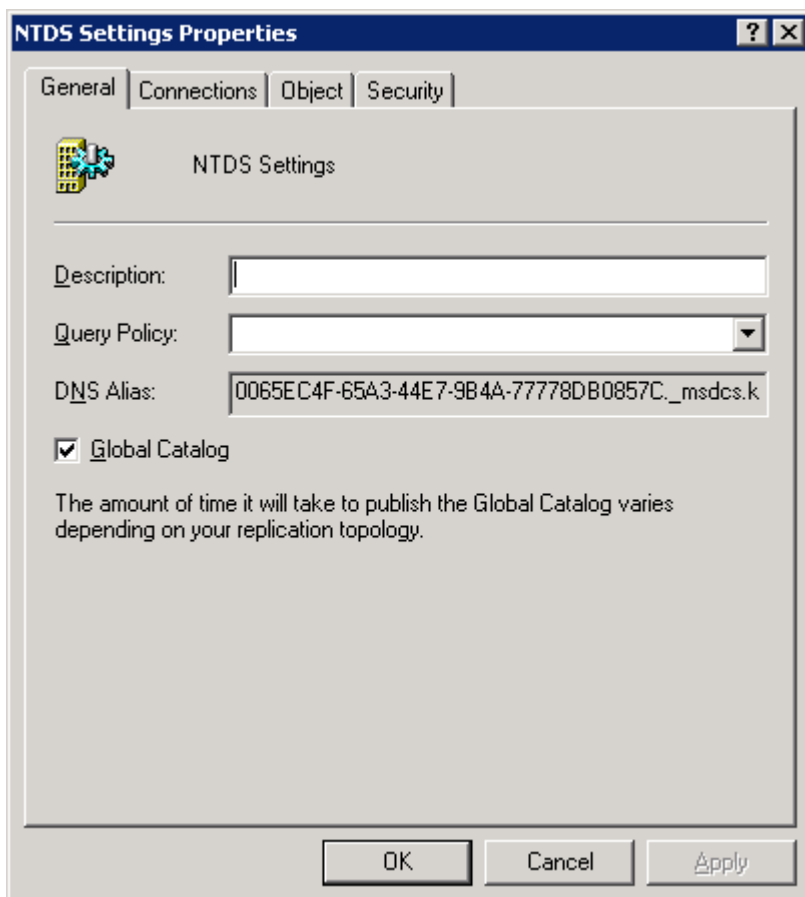 NTDS Settings Properties
General Connections Object Security
NTDS Settings
Description:
Query Policy:
DNS Alias: 0065EC4F-65A3-44E7-9B4A-77778DB0857C._msdcs.k
Global Catalog
The amount of time it will take to publish the Global Catalog varies
depending on your replication topology.
OK Cancel Apply